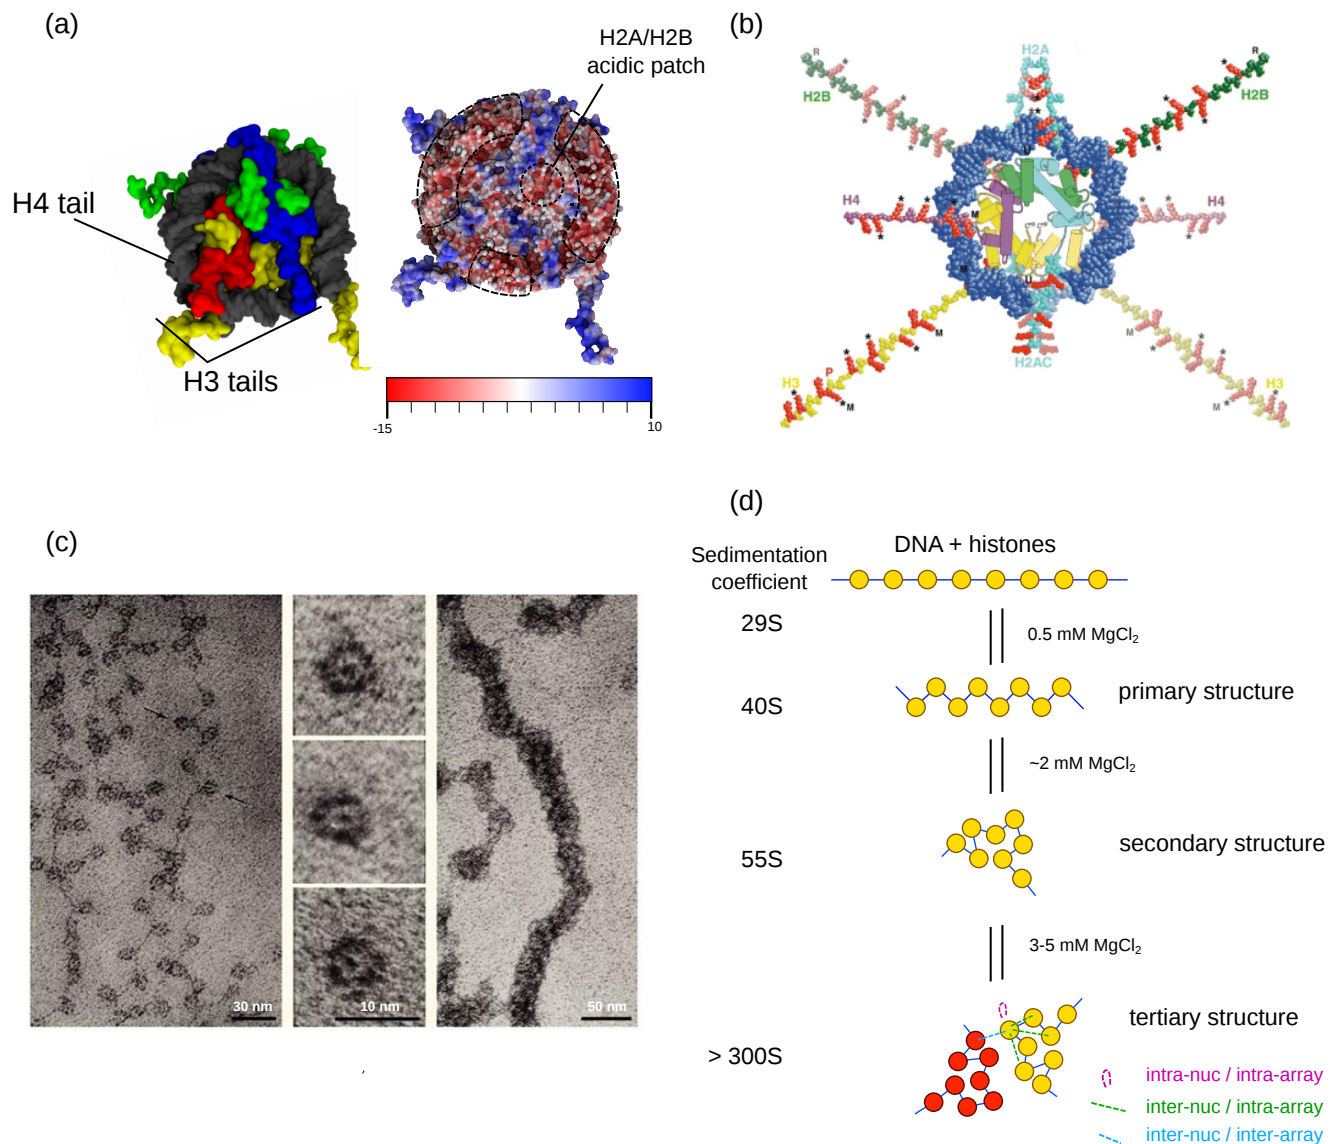 (a)
H2A/H2B
acidic patch
H4 tail
H3 tails
-15
10
(b)
R
H2B
H2A
R
H2B
U
H4
M
H4
M
U
H2AC
M
H3
P
M
M
M
H3
(c)
30 nm
10 nm
50 nm
(d)
Sedimentation
coefficient
DNA + histones
29S
0.5 mM MgCl₂
40S
primary structure
~2 mM MgCl₂
55S
secondary structure
3-5 mM MgCl₂
> 300S
tertiary structure
intra-nuc / intra-array
inter-nuc / intra-array
inter-nuc / inter-array